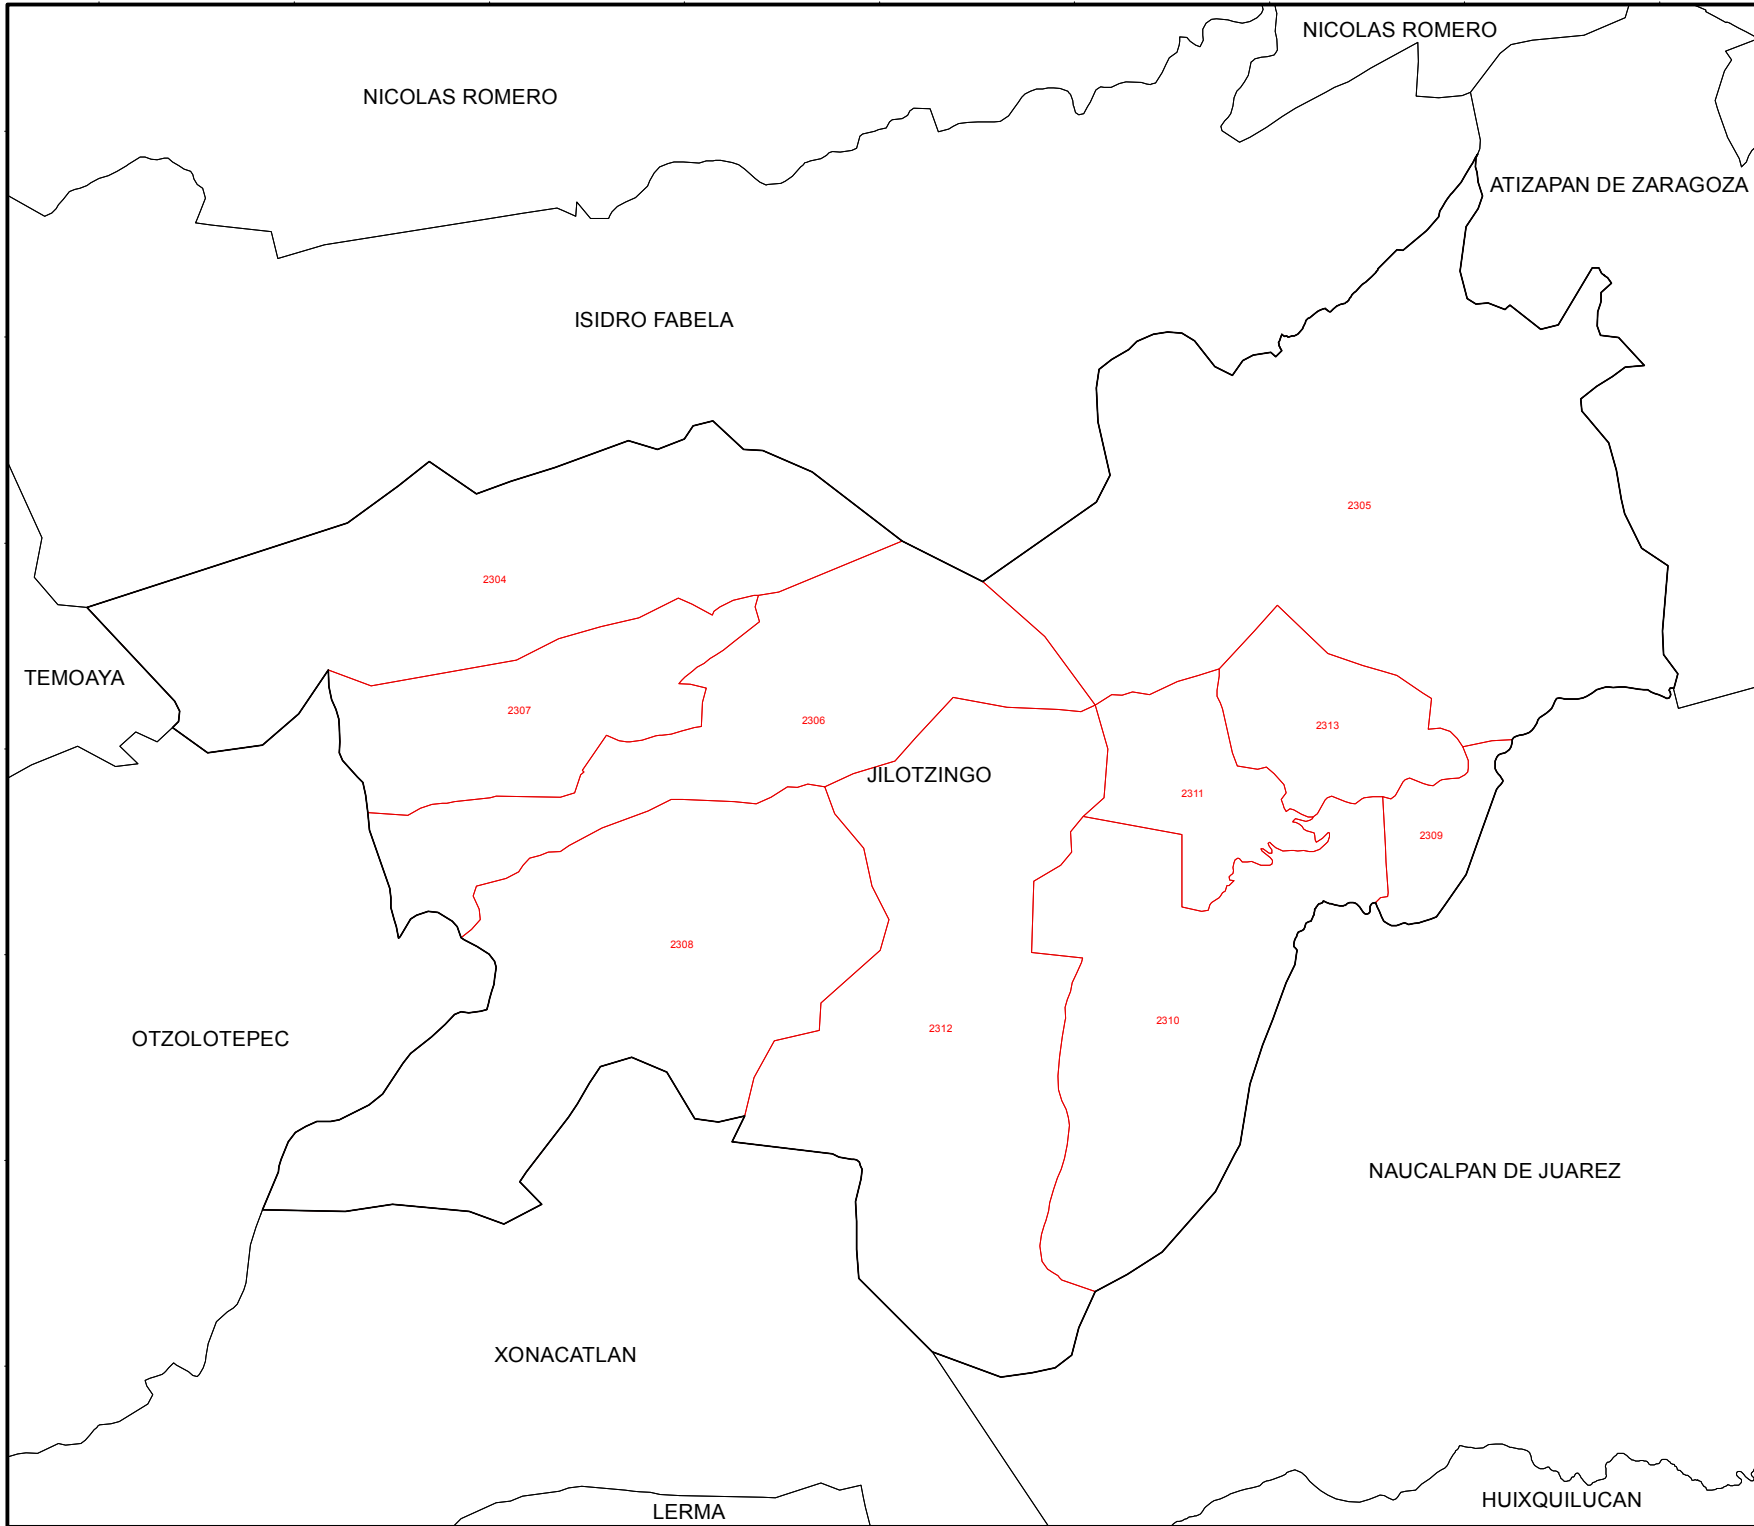 NICOLAS ROMERO
NICOLAS ROMERO
ATIZAPAN DE ZARAGOZA
ISIDRO FABELA
2305
2304
TEMOAYA
2307
2306
2313
JILOTZINGO
2311
2309
2308
2312
2310
OTZOLOTEPEC
NAUCALPAN DE JUAREZ
XONACATLAN
HUIXQUILUCAN
LERMA